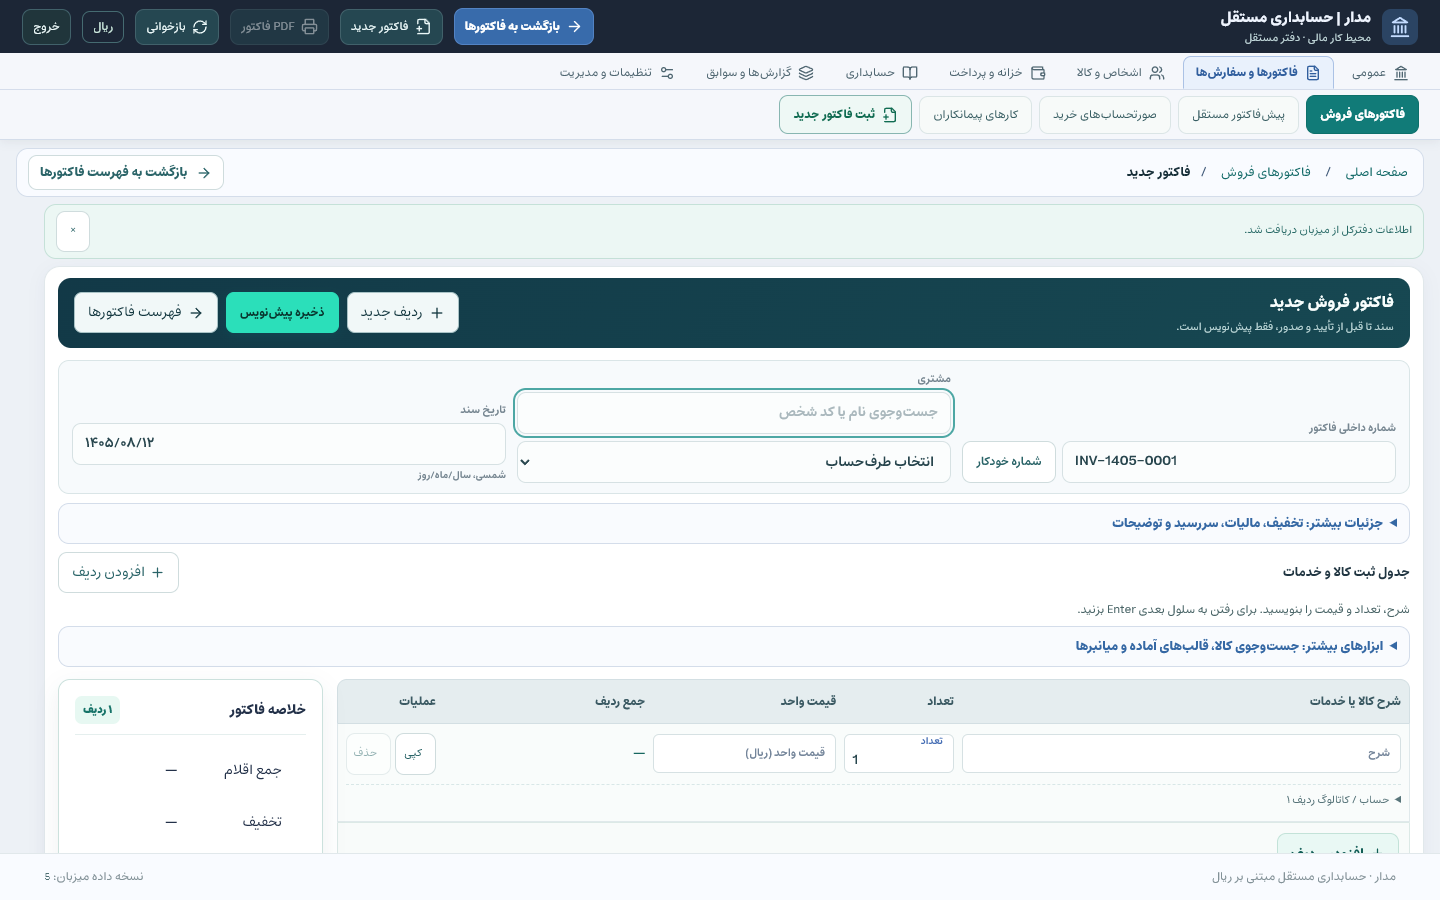 مدار | حسابداری مستقل
محیط کار مالی · دفتر مستقل
بازگشت به فاکتورها
فاکتور جدید
PDF فاکتور
بازخوانی
ریال
خروج
عمومی
فاکتورها و سفارش‌ها
اشخاص و کالا
خزانه و پرداخت
حسابداری
گزارش‌ها و سوابق
تنظیمات و مدیریت
فاکتورهای فروش
پیش‌فاکتور مستقل
صورتحساب‌های خرید
کارهای پیمانکاران
ثبت فاکتور جدید
صفحه اصلی / فاکتورهای فروش / فاکتور جدید
بازگشت به فهرست فاکتورها
اطلاعات دفترکل از میزبان دریافت شد.
×
فاکتور فروش جدید
سند تا قبل از تأیید و صدور، فقط پیش‌نویس است.
ردیف جدید
ذخیره پیش‌نویس
فهرست فاکتورها
شماره داخلی فاکتور
INV-1405-0001
شماره خودکار
مشتری
جست‌وجوی نام یا کد شخص
انتخاب طرف‌حساب
تاریخ سند
۱۴۰۵/۰۸/۱۲
شمسی، سال/ماه/روز
جزئیات بیشتر: تخفیف، مالیات، سررسید و توضیحات
جدول ثبت کالا و خدمات
افزودن ردیف
شرح، تعداد و قیمت را بنویسید. برای رفتن به سلول بعدی Enter بزنید.
ابزارهای بیشتر: جست‌وجوی کالا، قالب‌های آماده و میانبرها
شرح کالا یا خدمات
تعداد
قیمت واحد
جمع ردیف
عملیات
شرح
تعداد
1
قیمت واحد (ریال)
—
کپی
حذف
حساب / کاتالوگ ردیف ۱
افزودن ردیف
خلاصه فاکتور
۱ ردیف
جمع اقلام
—
تخفیف
—
مدار · حسابداری مستقل مبتنی بر ریال
نسخه داده میزبان: 5